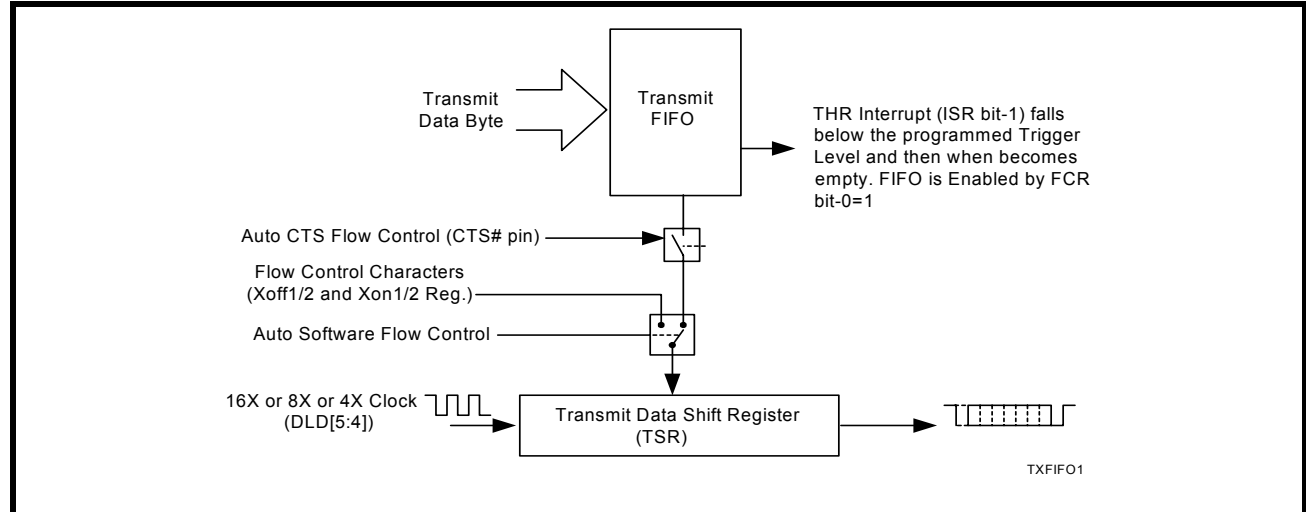 Transmit
Data Byte
Transmit
FIFO
THR Interrupt (ISR bit-1) falls
below the programmed Trigger
Level and then when becomes
empty. FIFO is Enabled by FCR
bit-0=1
Auto CTS Flow Control (CTS# pin)
Flow Control Characters
(Xoff1/2 and Xon1/2 Reg.)
Auto Software Flow Control
16X or 8X or 4X Clock
(DLD[5:4])
Transmit Data Shift Register
(TSR)
TXFIFO1